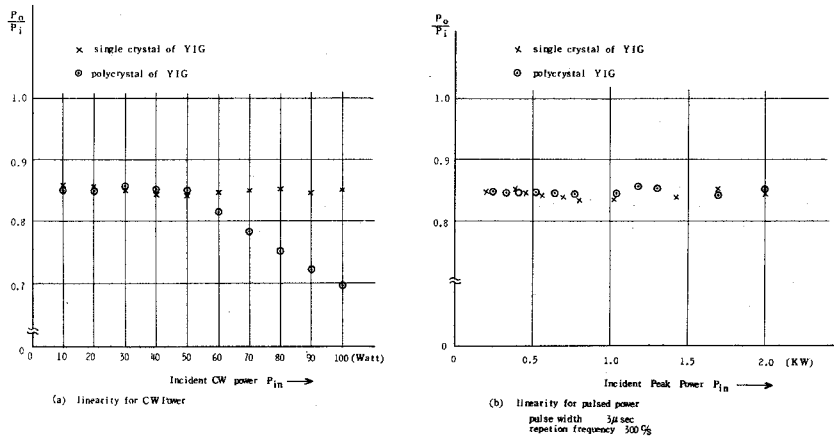 Po
Pi
× single crystal of YIG
⊙ polycrystal of YIG
1.0
0.9
0.8
0.7
0
0 10 20 30 40 50 60 70 80 90 100 (Watt)
Incident CW power Pin →
(a) linearity for CW Power
Po
Pi
× single crystal of YIG
⊙ polycrystal YIG
1.0
0.9
0.8
0
0 0.5 1.0 1.5 2.0 (KW)
Incident Peak Power Pin →
(b) linearity for pulsed power
pulse width 3μ sec
repetion frequency 300 c/s